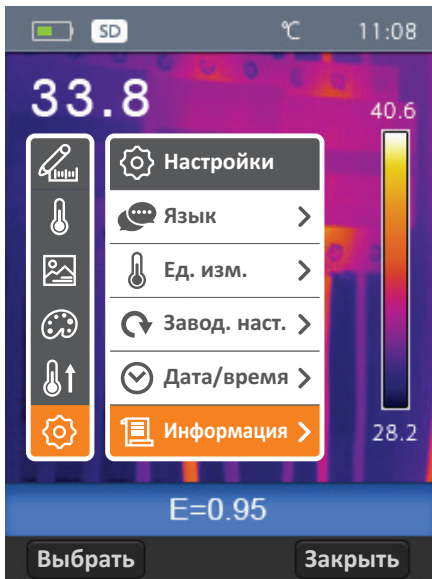 SD °C 11:08
33.8
40.6
Настройки
Язык
Ед. изм.
Завод. наст.
Дата/время
Информация
28.2
E=0.95
Выбрать Закрыть